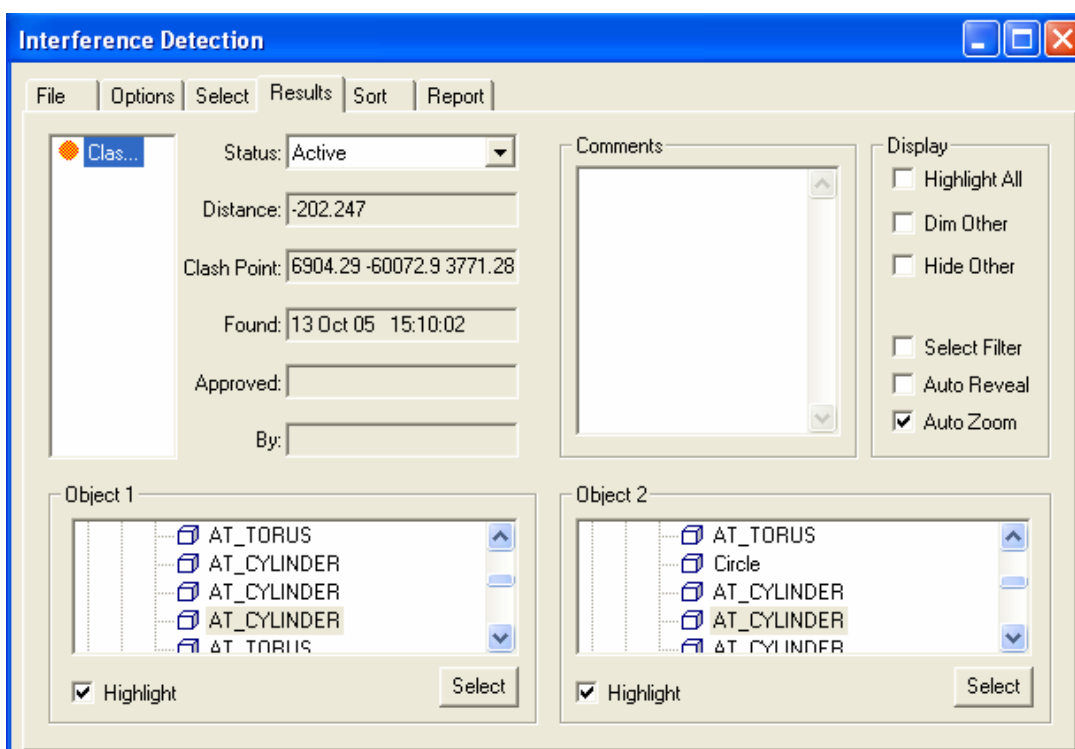 Interference Detection
File Options Select Results Sort Report
Clas...
Status: Active
Distance: -202.247
Clash Point: 6904.29 -60072.9 3771.28
Found: 13 Oct 05 15:10:02
Approved:
By:
Comments
Display
Highlight All
Dim Other
Hide Other
Select Filter
Auto Reveal
Auto Zoom
Object 1
AT_TORUS
AT_CYLINDER
AT_CYLINDER
AT_CYLINDER
AT_TORUS
Highlight Select
Object 2
AT_TORUS
Circle
AT_CYLINDER
AT_CYLINDER
AT_CYLINDER
Highlight Select